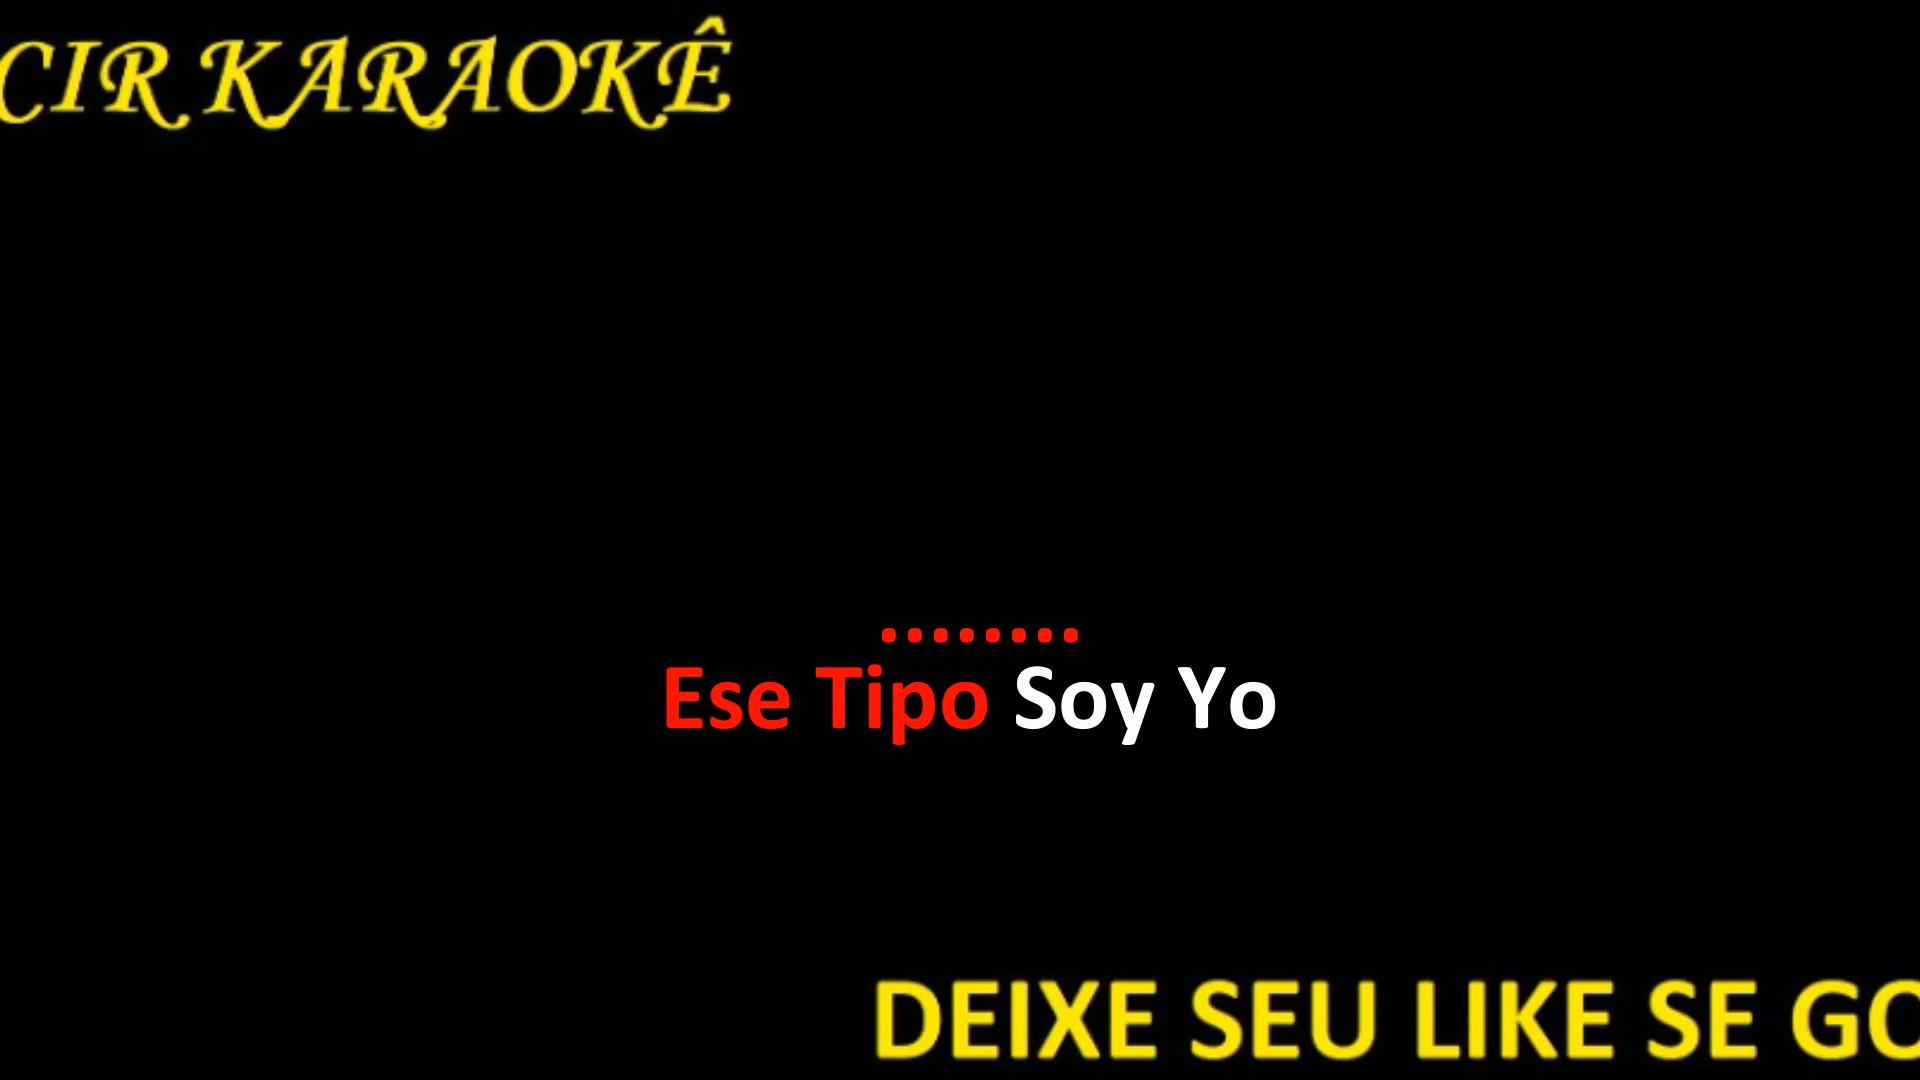 CIR KARAOKÊ
........
Ese Tipo Soy Yo
DEIXE SEU LIKE SE GO